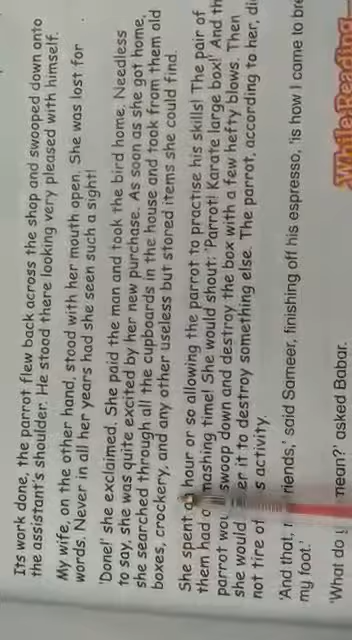 Its work done, the parrot flew back across the shop and swooped down onto
the assistant's shoulder. He stood there looking very pleased with himself.
My wife, on the other hand, stood with her mouth open. She was lost for
words. Never in all her years had she seen such a sight!
'Done!' she exclaimed. She paid the man and took the bird home. Needless
to say, she was quite excited by her new purchase. As soon as she got home,
she searched through all the cupboards in the house and took from them old
boxes, crockery, and any other useless but stored items she could find.
She spent hour or so allowing the parrot to practise his skills! The pair of
them had mashing time! She would shout: 'Parrot! Karate large box!' And
parrot swoop down and destroy the box with a few hefty blows. Then
she would it to destroy something else. The parrot, according to her,
not tire of activity.
'And that, friends,' said Sameer, finishing off his espresso, 'is how I came to
my foot.'
While Reading
'What do mean?' asked Babar.